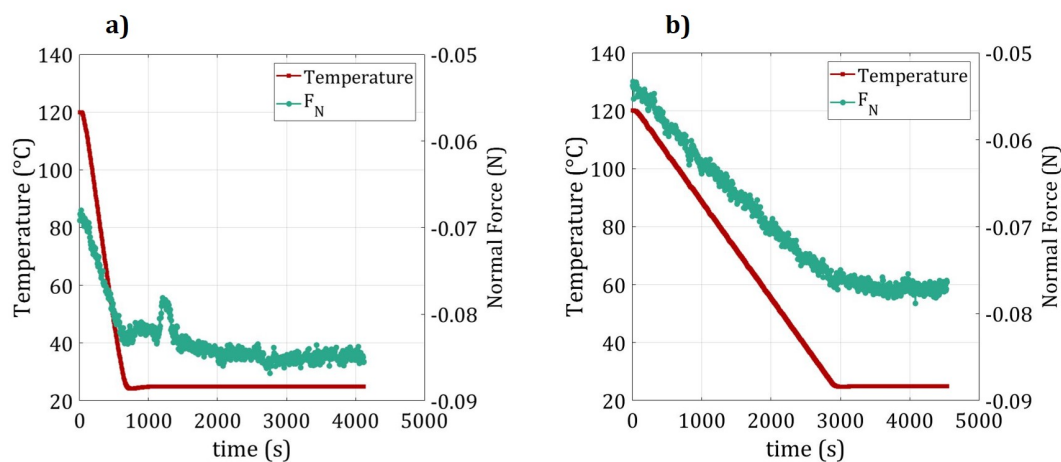 a)
140
120
100
80
60
40
20
Temperature (°C)
-0.05
-0.06
-0.07
-0.08
-0.09
Normal Force (N)
Temperature
F_N
0 1000 2000 3000 4000 5000
time (s)
b)
140
120
100
80
60
40
20
Temperature (°C)
-0.05
-0.06
-0.07
-0.08
-0.09
Normal Force (N)
Temperature
F_N
0 1000 2000 3000 4000 5000
time (s)